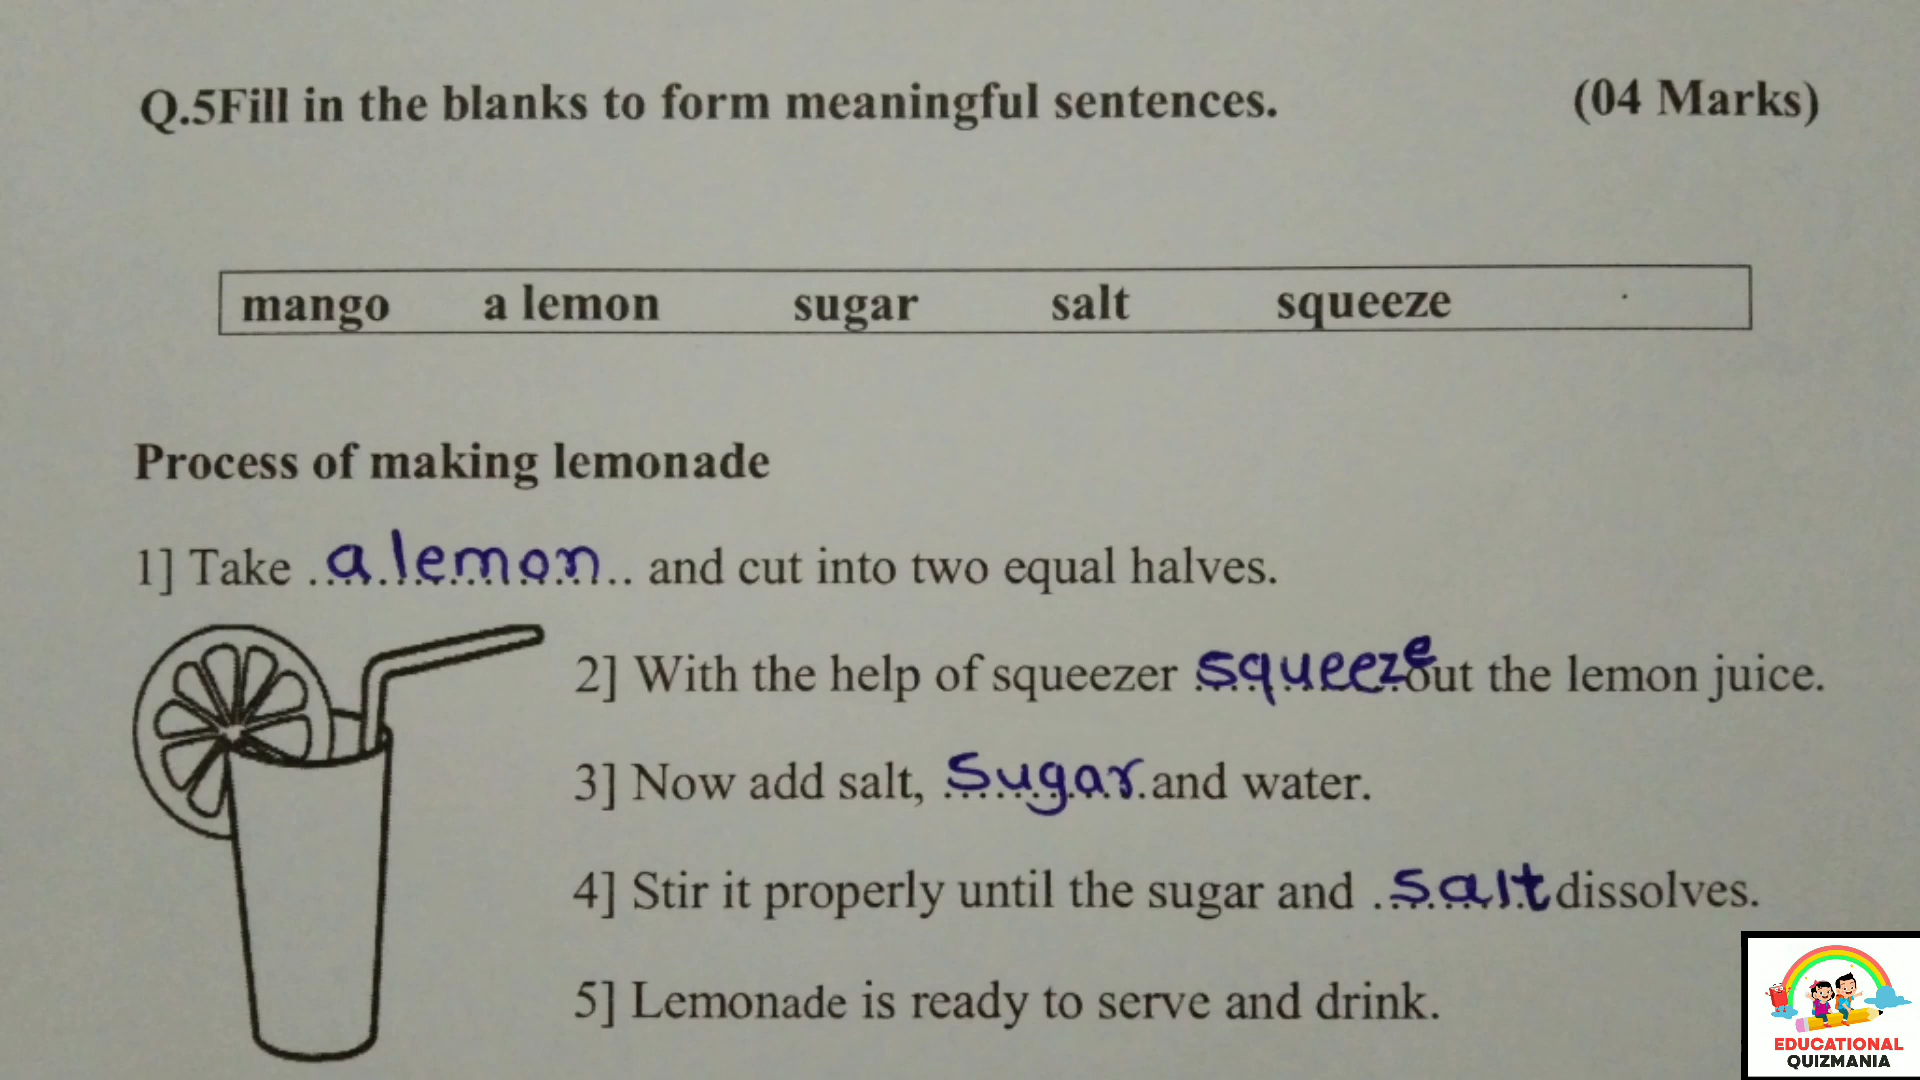 Q.5Fill in the blanks to form meaningful sentences. (04 Marks)
mango a lemon sugar salt squeeze
Process of making lemonade
1] Take ..a lemon.. and cut into two equal halves.
2] With the help of squeezer squeeze out the lemon juice.
3] Now add salt, sugar and water.
4] Stir it properly until the sugar and .salt dissolves.
5] Lemonade is ready to serve and drink.
EDUCATIONAL
QUIZMANIA